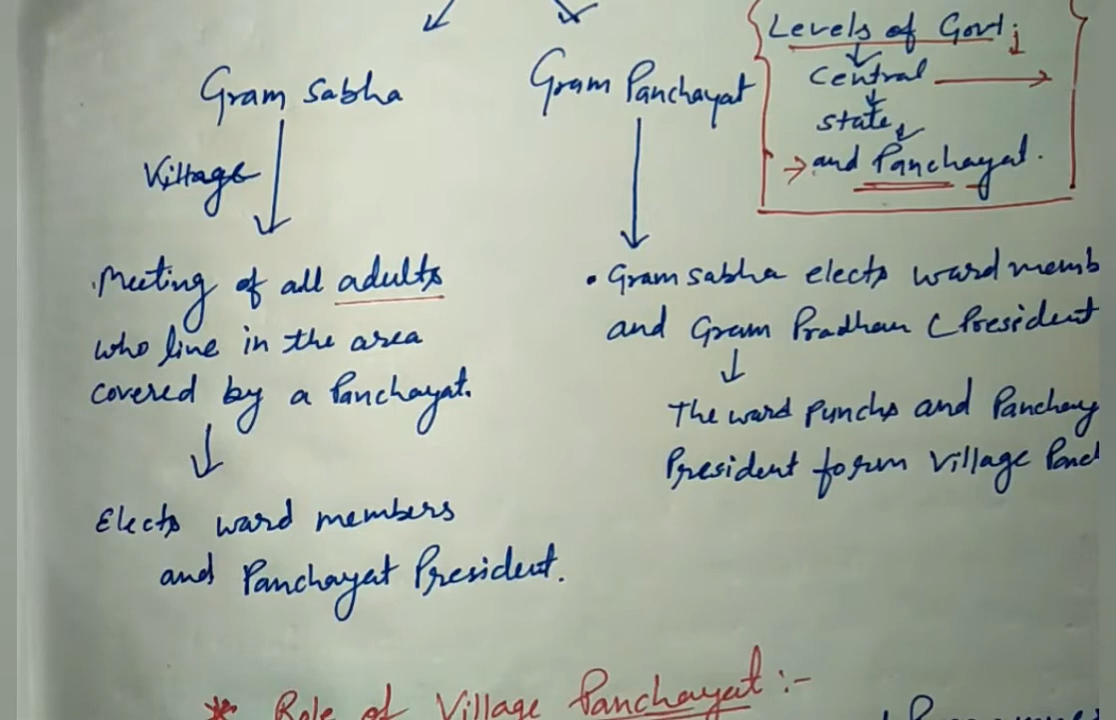 Levels of Govt;
Central
state
and Panchayat.
Gram Sabha
Gram Panchayat
Village
Meeting of all adults
who line in the area
covered by a Panchayat.
Elects ward members
and Panchayat President.
• Gram sabha elects ward memb
and Gram Pradhan (President
The ward punchs and Panchay
President form Village Panch
* Role of Village Panchayat :-